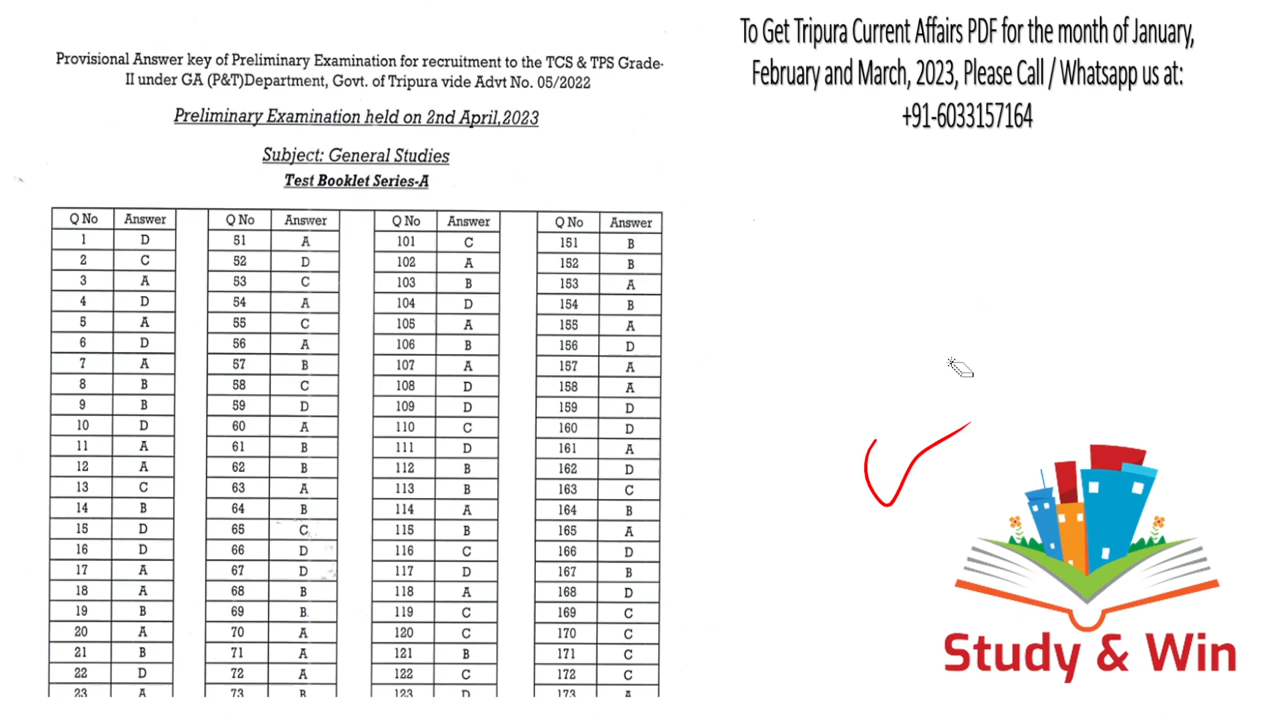 Provisional Answer key of Preliminary Examination for recruitment to the TCS & TPS Grade-
II under GA (P&T)Department, Govt. of Tripura vide Advt No. 05/2022
Preliminary Examination held on 2nd April,2023
Subject: General Studies
Test Booklet Series-A
Q No Answer Q No Answer Q No Answer Q No Answer
1 D 51 A 101 C 151 B
2 C 52 D 102 A 152 B
3 A 53 C 103 B 153 A
4 D 54 A 104 D 154 B
5 A 55 C 105 A 155 A
6 D 56 A 106 B 156 D
7 A 57 B 107 A 157 A
8 B 58 C 108 D 158 A
9 B 59 D 109 D 159 D
10 D 60 A 110 C 160 D
11 A 61 B 111 D 161 A
12 A 62 B 112 B 162 D
13 C 63 A 113 B 163 C
14 B 64 B 114 A 164 B
15 D 65 C 115 B 165 A
16 D 66 D 116 C 166 D
17 A 67 D 117 D 167 B
18 A 68 B 118 A 168 D
19 B 69 B 119 C 169 C
20 A 70 A 120 C 170 C
21 B 71 A 121 B 171 C
22 D 72 A 122 C 172 C
23 A 73 B 123 D 173 A
To Get Tripura Current Affairs PDF for the month of January,
February and March, 2023, Please Call / Whatsapp us at:
+91-6033157164
Study & Win